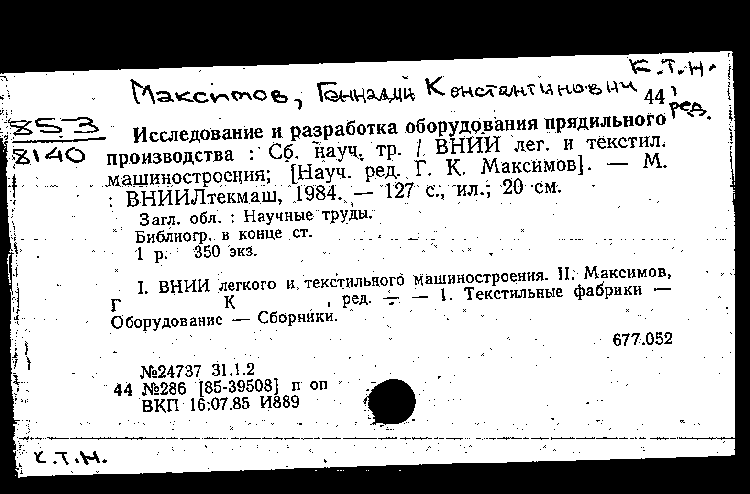 к.т.н.
Максимов, Геннадий Константинович
44
ред.
853
8140
Исследование и разработка оборудования прядильного
производства : Сб. науч. тр. / ВНИИ лег. и текстил.
машиностроения; [Науч. ред. Г. К. Максимов]. — М.
: ВНИИЛтекмаш, 1984. — 127 с., ил.; 20 см.
Загл. обл. : Научные труды.
Библиогр. в конце ст.
1 р. 350 экз.
I. ВНИИ легкого и текстильного машиностроения. II. Максимов,
Г К , ред. — — 1. Текстильные фабрики —
Оборудование — Сборники.
677.052
№24737 31.1.2
44 №286 [85-39508] п оп
ВКП 16.07.85 И889
к.т.н.